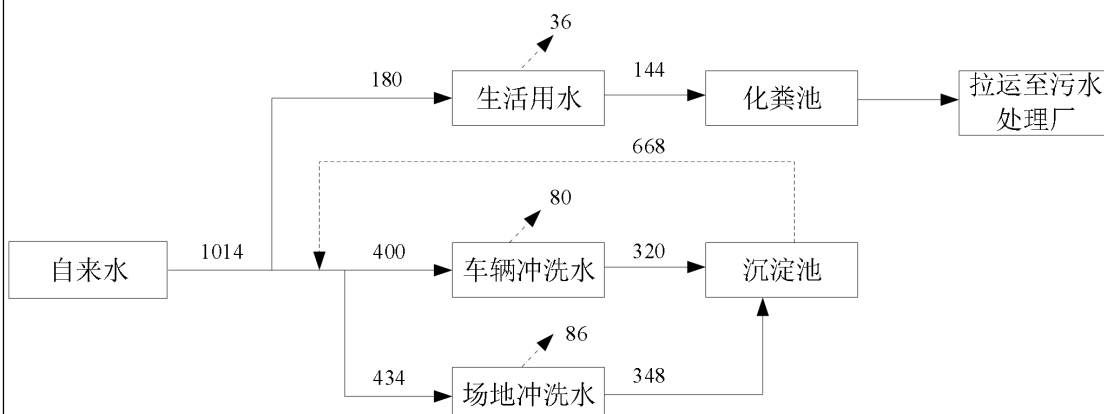 36
180
生活用水
144
化粪池
拉运至污水
处理厂
668
80
自来水
1014
400
车辆冲洗水
320
沉淀池
86
434
场地冲洗水
348